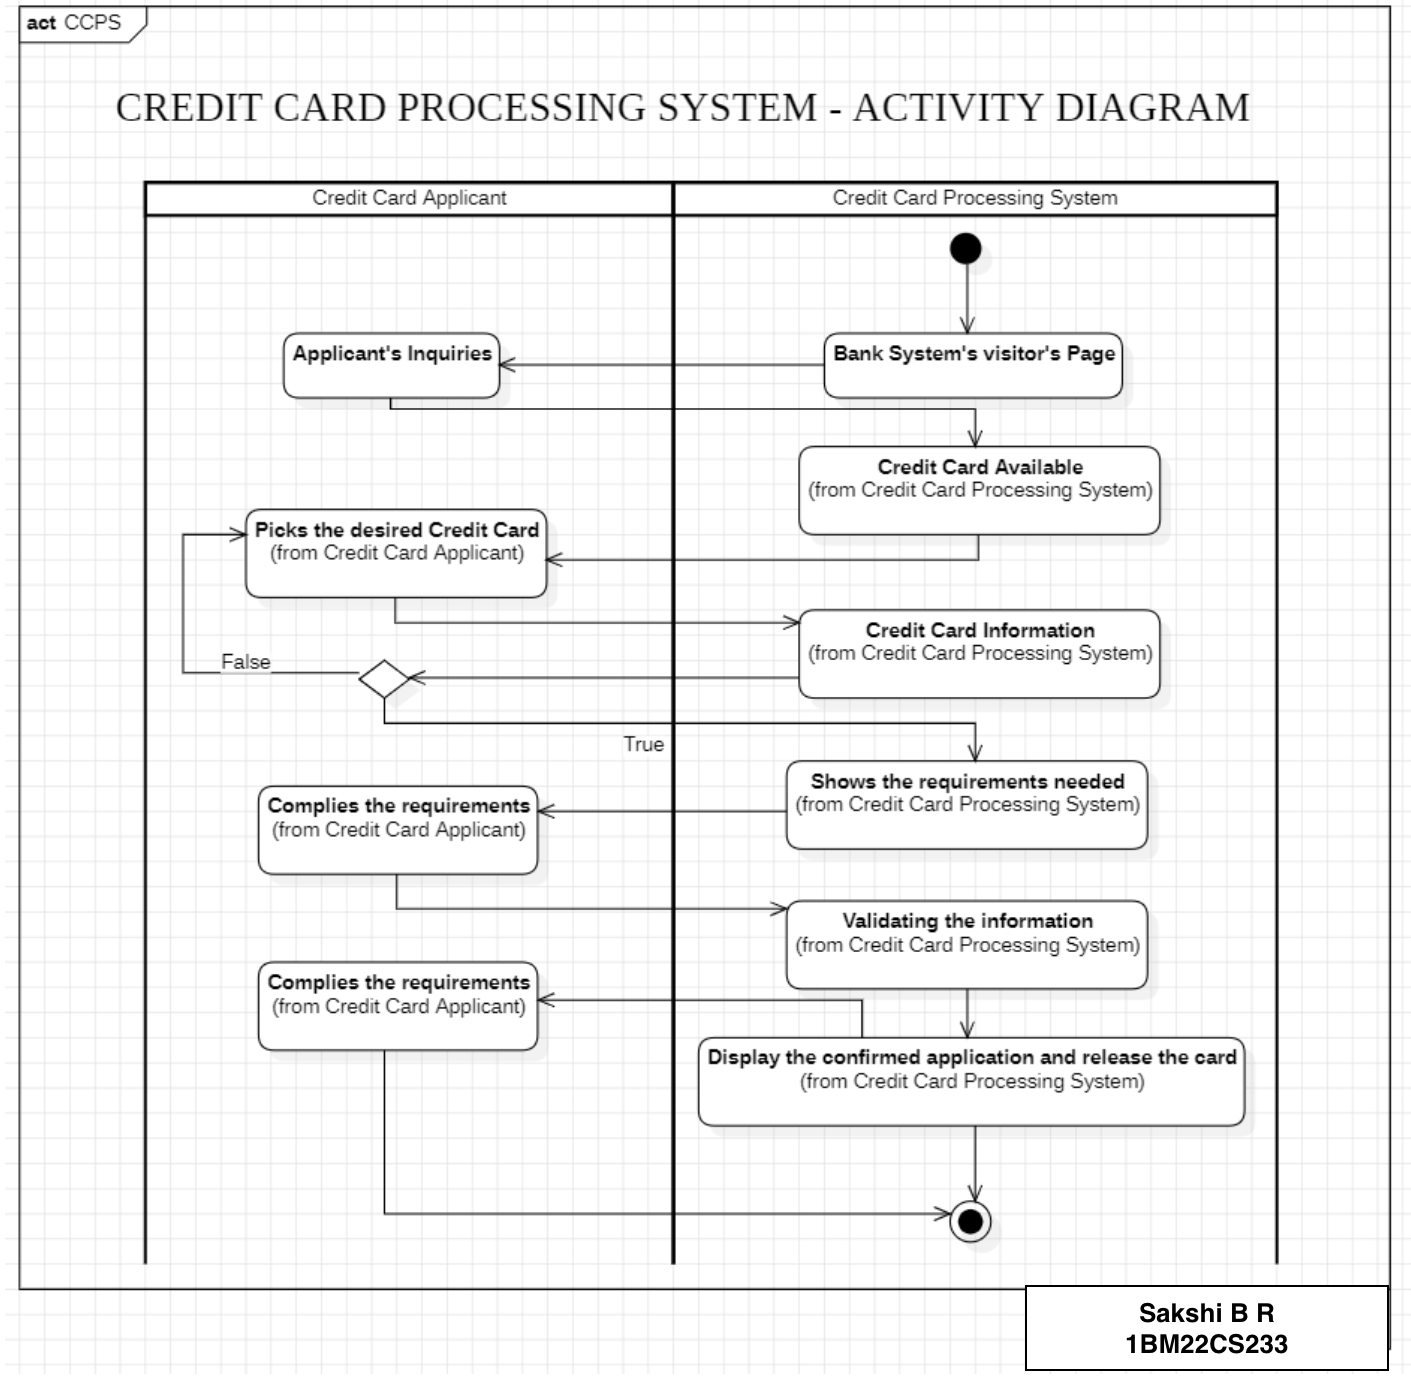 act CCPS
CREDIT CARD PROCESSING SYSTEM - ACTIVITY DIAGRAM
Credit Card Applicant
Credit Card Processing System
Applicant's Inquiries
Bank System's visitor's Page
Credit Card Available
(from Credit Card Processing System)
Picks the desired Credit Card
(from Credit Card Applicant)
Credit Card Information
(from Credit Card Processing System)
False
True
Shows the requirements needed
(from Credit Card Processing System)
Complies the requirements
(from Credit Card Applicant)
Validating the information
(from Credit Card Processing System)
Complies the requirements
(from Credit Card Applicant)
Display the confirmed application and release the card
(from Credit Card Processing System)
Sakshi B R
1BM22CS233